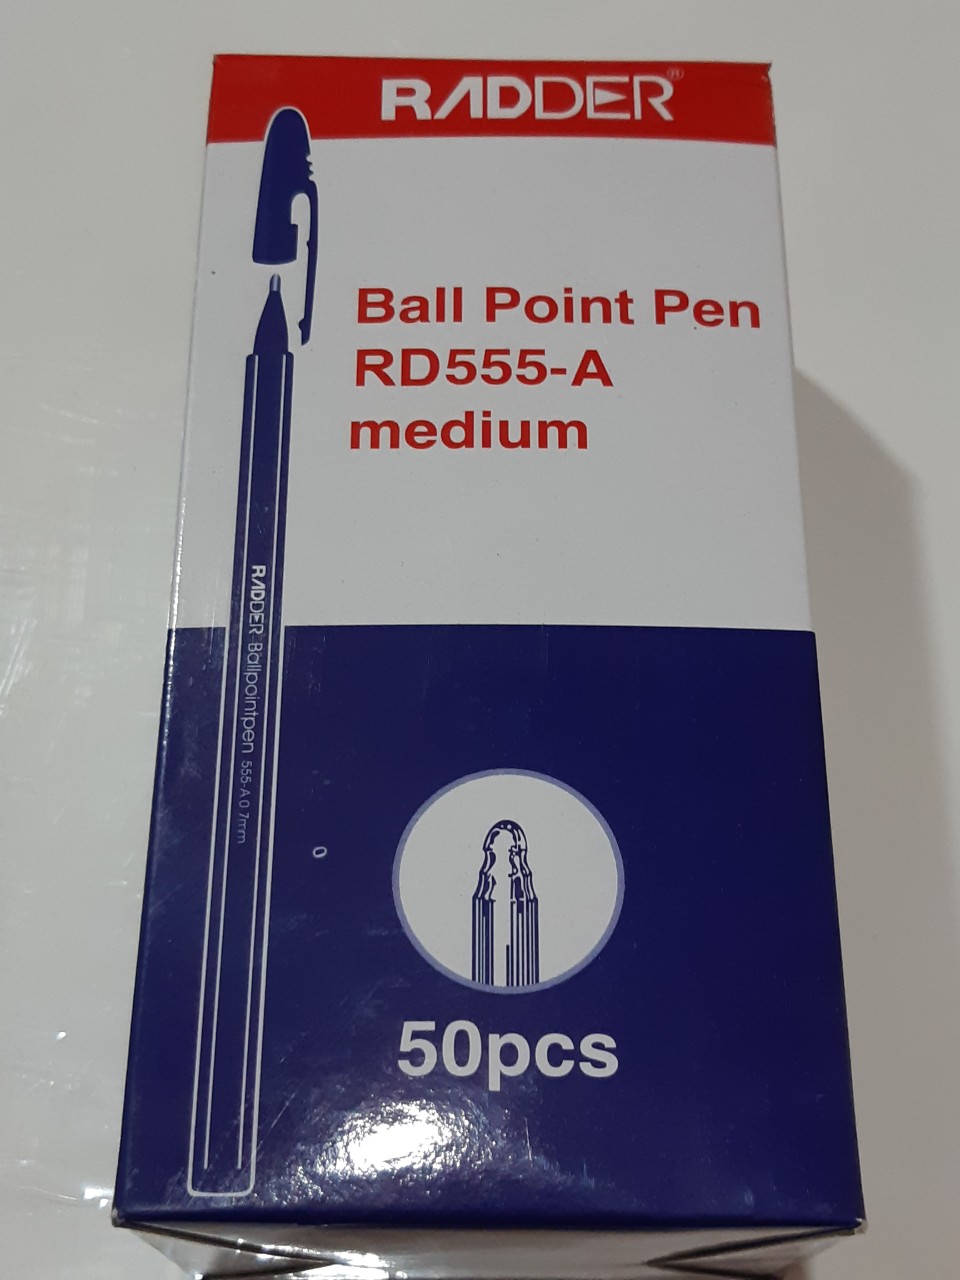 RADDER®
Ball Point Pen
RD555-A
medium
RADDER Ballpointpen 555-A 0.7mm
50pcs